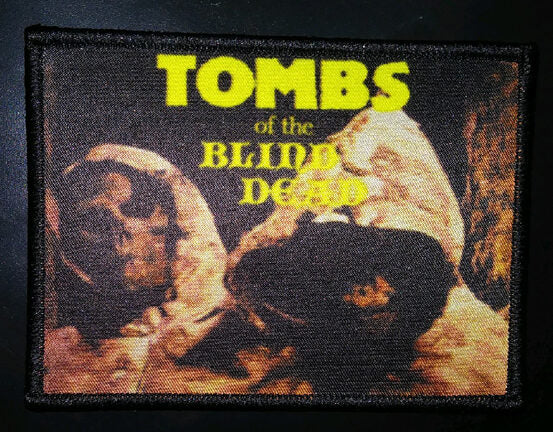 TOMBS
of the
BLIND
DEAD